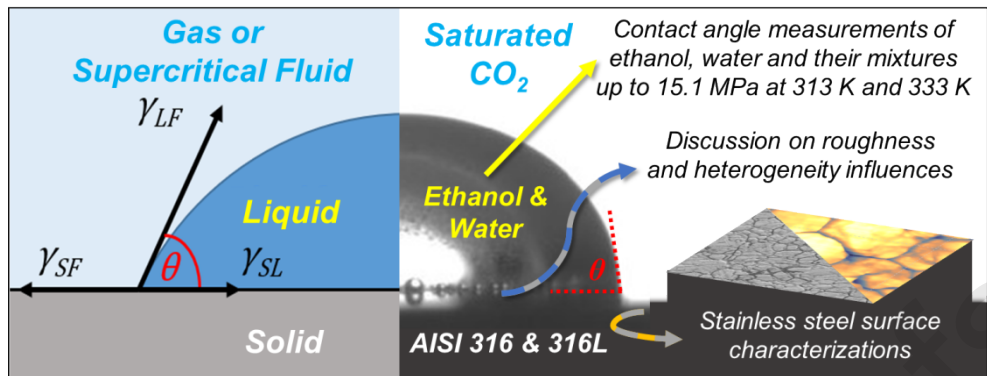 Gas or
Supercritical Fluid
γLF
Liquid
γSF
θ
γSL
Solid
Saturated
CO2
Ethanol &
Water
θ
AISI 316 & 316L
Contact angle measurements of
ethanol, water and their mixtures
up to 15.1 MPa at 313 K and 333 K
Discussion on roughness
and heterogeneity influences
Stainless steel surface
characterizations